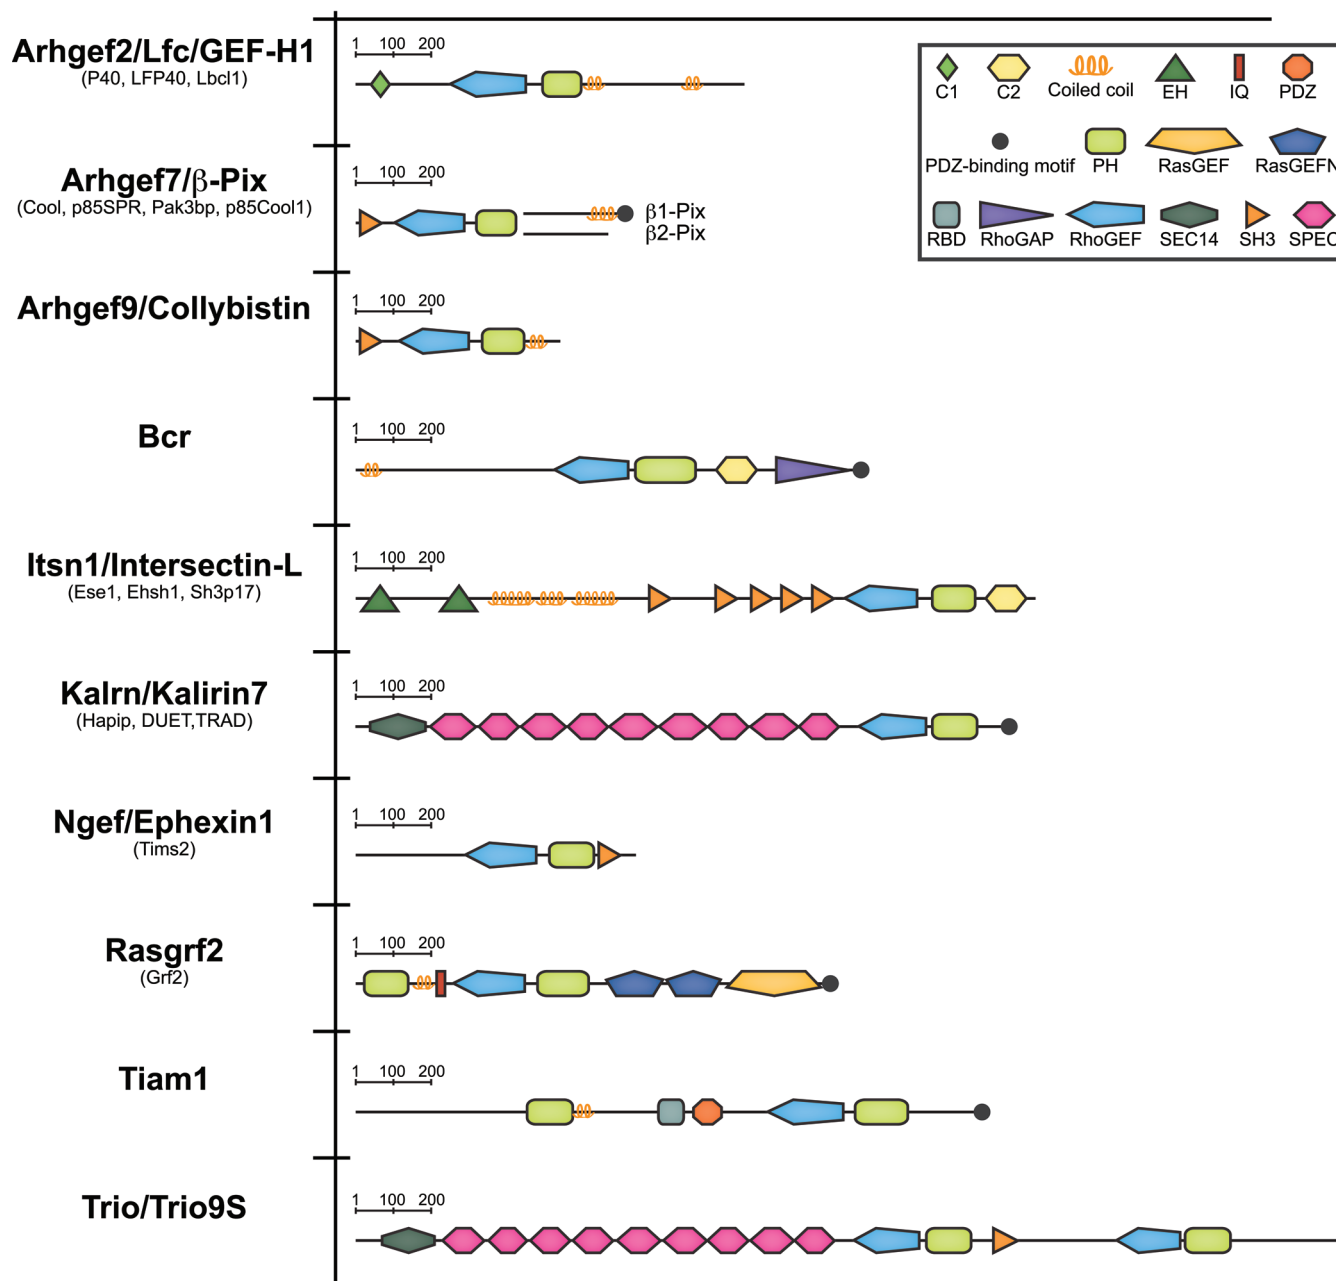 Arhgef2/Lfc/GEF-H1
(P40, LFP40, Lbcl1)
1 100 200
C1 C2 Coiled coil EH IQ PDZ
PDZ-binding motif PH RasGEF RasGEFN
RBD RhoGAP RhoGEF SEC14 SH3 SPEC
Arhgef7/β-Pix
(Cool, p85SPR, Pak3bp, p85Cool1)
1 100 200
β1-Pix
β2-Pix
Arhgef9/Collybistin
1 100 200
Bcr
1 100 200
Itsn1/Intersectin-L
(Ese1, Ehsh1, Sh3p17)
1 100 200
Kalrn/Kalirin7
(Hapip, DUET,TRAD)
1 100 200
Ngef/Ephexin1
(Tims2)
1 100 200
Rasgrf2
(Grf2)
1 100 200
Tiam1
1 100 200
Trio/Trio9S
1 100 200